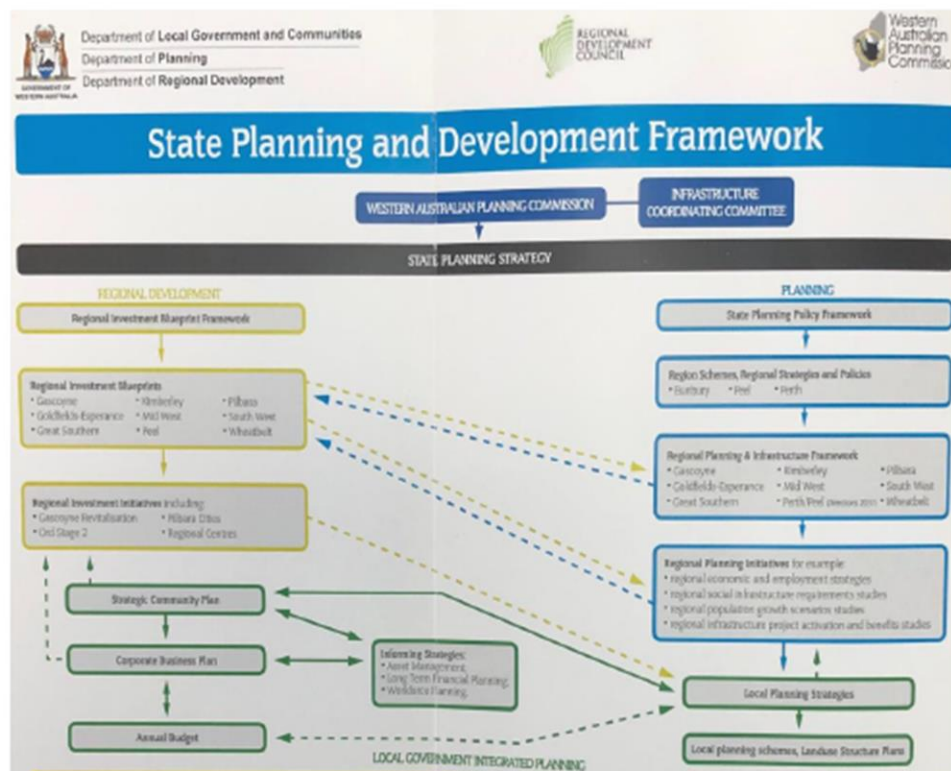 Department of Local Government and Communities
Department of Planning
Department of Regional Development
GOVERNMENT OF
WESTERN AUSTRALIA
REGIONAL
DEVELOPMENT
COUNCIL
Western
Australian
Planning
Commission
State Planning and Development Framework
WESTERN AUSTRALIAN PLANNING COMMISSION
INFRASTRUCTURE
COORDINATING COMMITTEE
STATE PLANNING STRATEGY
REGIONAL DEVELOPMENT
Regional Investment Blueprint Framework
Regional Investment Blueprints
• Gascoyne • Kimberley • Pilbara
• Goldfields-Esperance • Mid West • South West
• Great Southern • Peel • Wheatbelt
Regional Investment Initiatives including:
• Gascoyne Revitalisation • Pilbara Cities
• Ord Stage 2 • Regional Centres
PLANNING
State Planning Policy Framework
Region Schemes, Regional Strategies and Policies
• Bunbury • Peel • Perth
Regional Planning & Infrastructure Framework
• Gascoyne • Kimberley • Pilbara
• Goldfields-Esperance • Mid West • South West
• Great Southern • Perth/Peel • Wheatbelt
Regional Planning Initiatives for example:
• regional economic and employment strategies
• regional social infrastructure requirements studies
• regional population growth scenarios studies
• regional infrastructure project activation and benefits studies
Strategic Community Plan
Corporate Business Plan
Annual Budget
Informing Strategies:
• Asset Management,
• Long Term Financial Planning,
• Workforce Planning.
Local Planning Strategies
Local planning schemes, Landuse Structure Plans
LOCAL GOVERNMENT INTEGRATED PLANNING